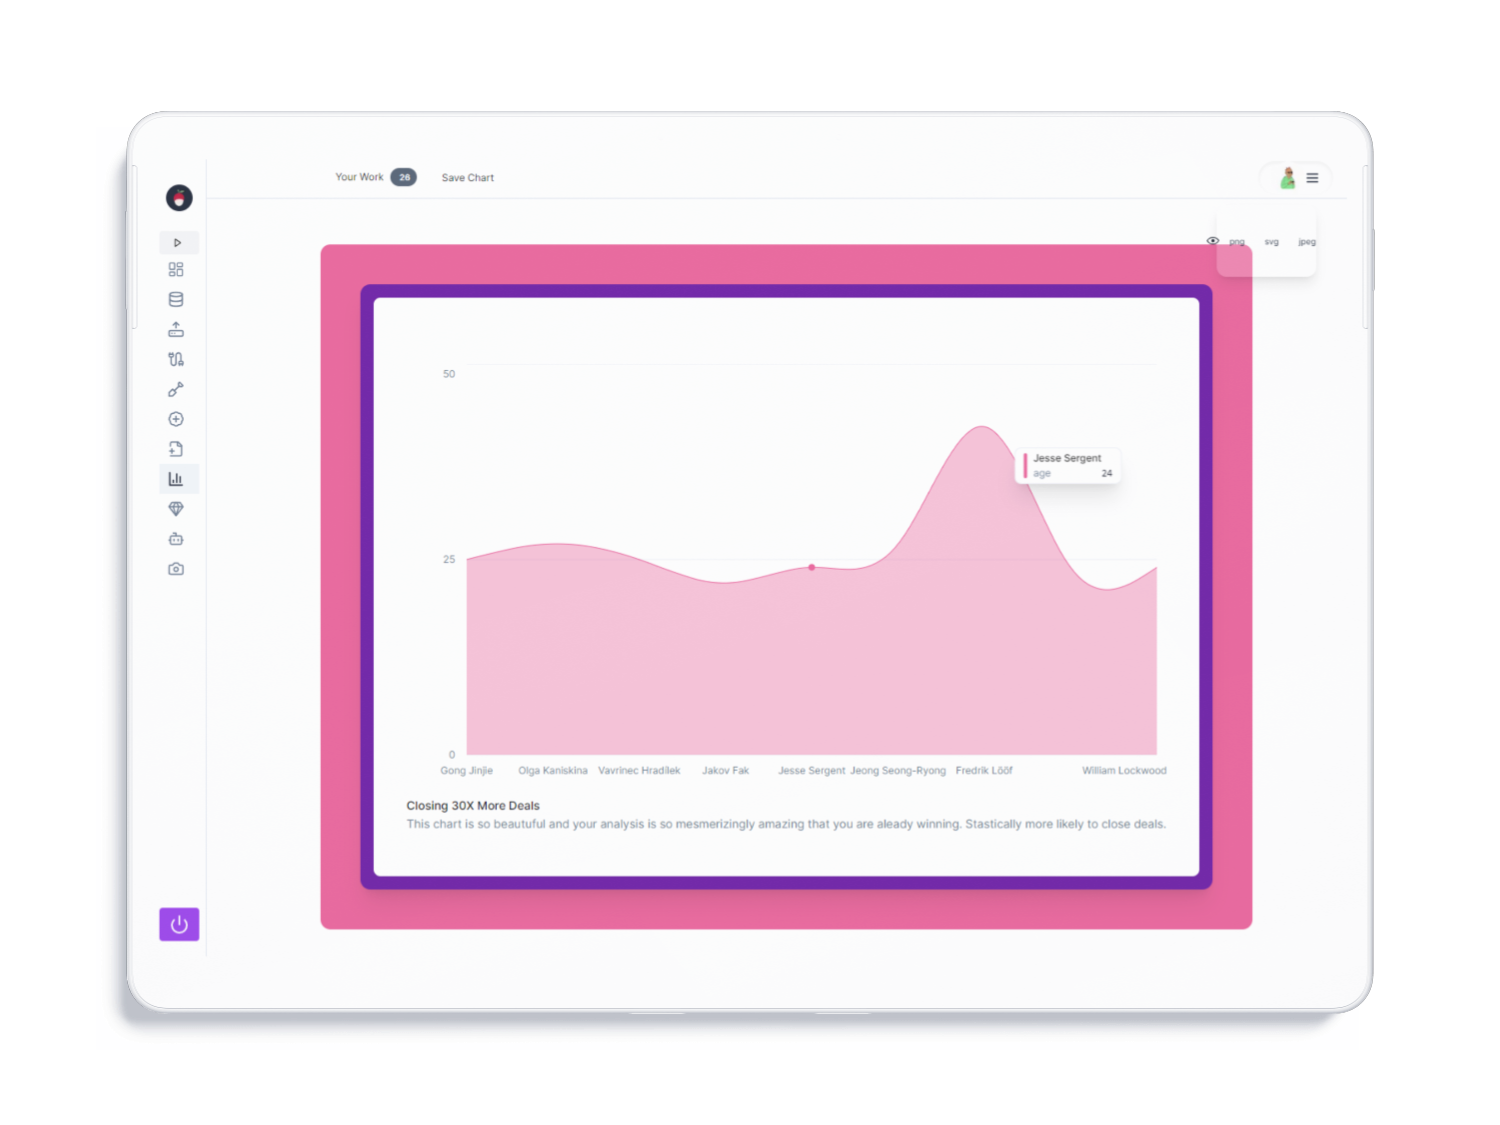 Your Work 26 Save Chart
png svg jpeg
50
Jesse Sergent
age 24
25
0
Gong Jinjie Olga Kaniskina Vavrinec Hradílek Jakov Fak Jesse Sergent Jeong Seong-Ryong Fredrik Lööf William Lockwood
Closing 30X More Deals
This chart is so beautuful and your analysis is so mesmerizingly amazing that you are aleady winning. Stastically more likely to close deals.